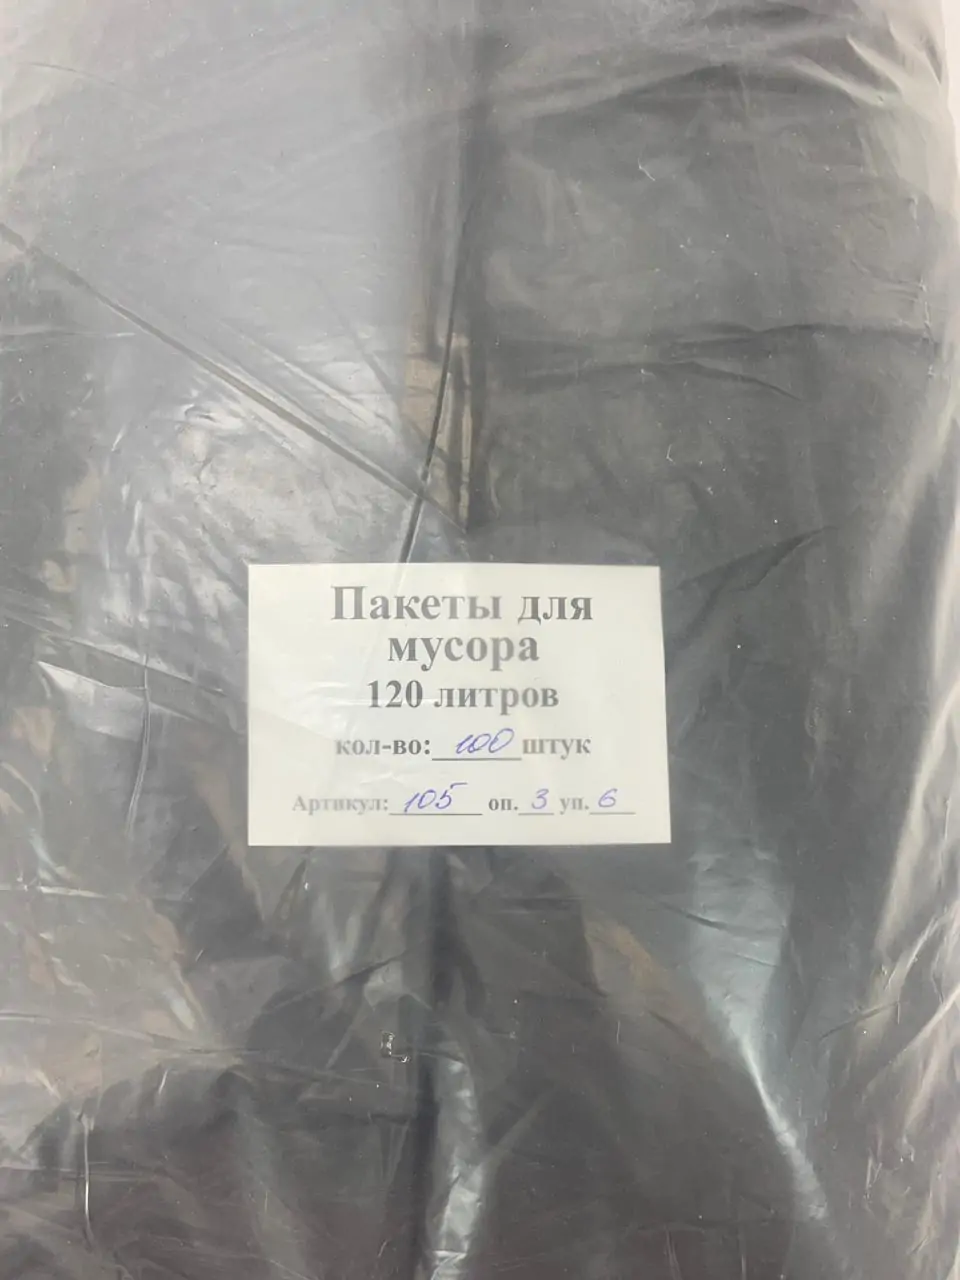 Пакеты для
мусора
120 литров
кол-во: 100 штук
Артикул: 105 оп. 3 уп. 6